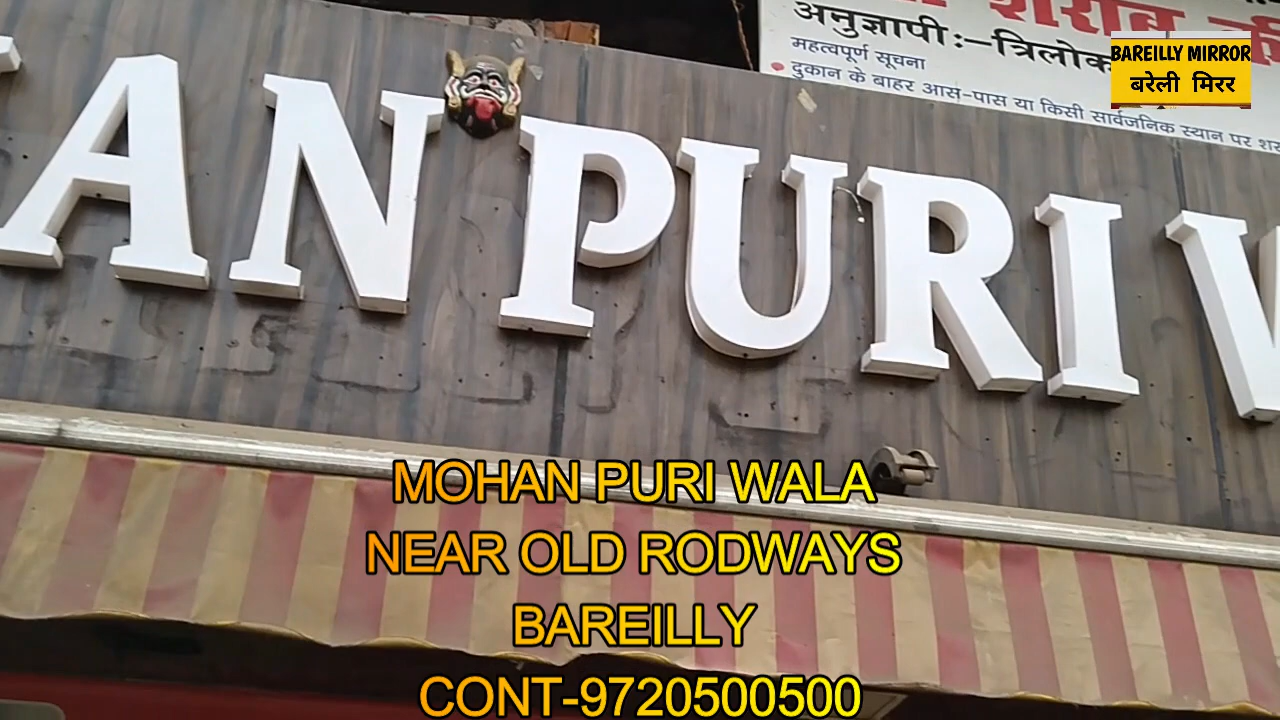 शराब की
अनुज्ञापी:-त्रिलोक
महत्वपूर्ण सूचना
दुकान के बाहर आस-पास या किसी सार्वजनिक स्थान पर
BAREILLY MIRROR
बरेली मिरर
AN PURI W
MOHAN PURI WALA
NEAR OLD RODWAYS
BAREILLY
CONT-9720500500